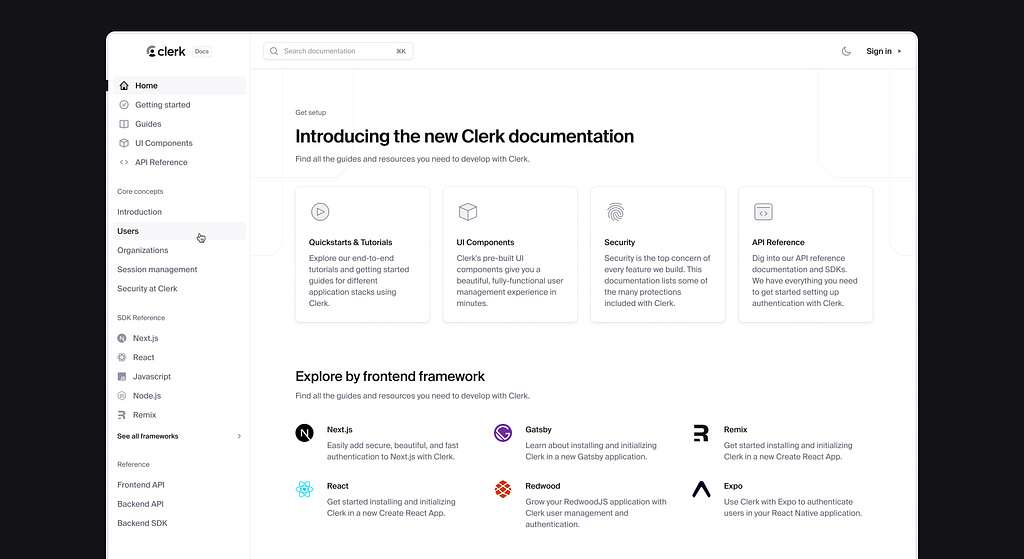 clerk Docs
Search documentation ⌘K
Sign in
Home
Getting started
Guides
UI Components
API Reference
Core concepts
Introduction
Users
Organizations
Session management
Security at Clerk
SDK Reference
Next.js
React
Javascript
Node.js
Remix
See all frameworks
Reference
Frontend API
Backend API
Backend SDK
Get setup
Introducing the new Clerk documentation
Find all the guides and resources you need to develop with Clerk.
Quickstarts & Tutorials
Explore our end-to-end
tutorials and getting started
guides for different
application stacks using
Clerk.
UI Components
Clerk's pre-built UI
components give you a
beautiful, fully-functional user
management experience in
minutes.
Security
Security is the top concern of
every feature we build. This
documentation lists some of
the many protections
included with Clerk.
API Reference
Dig into our API reference
documentation and SDKs.
We have everything you need
to get started setting up
authentication with Clerk.
Explore by frontend framework
Find all the guides and resources you need to develop with Clerk.
Next.js
Easily add secure, beautiful, and fast
authentication to Next.js with Clerk.
Gatsby
Learn about installing and initializing
Clerk in a new Gatsby application.
Remix
Get started installing and initializing
Clerk in a new Create React App.
React
Get started installing and initializing
Clerk in a new Create React App.
Redwood
Grow your RedwoodJS application with
Clerk user management and
authentication.
Expo
Use Clerk with Expo to authenticate
users in your React Native application.